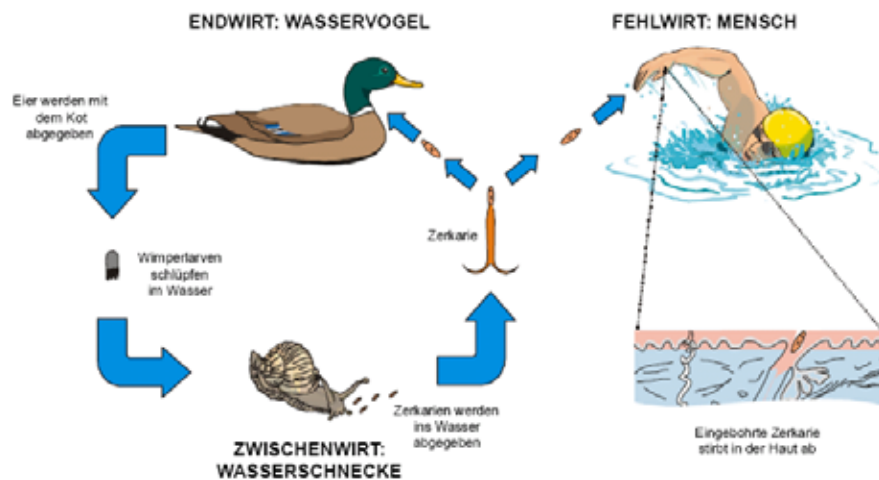 ENDWIRT: WASSERVOGEL
FEHLWIRT: MENSCH
Eier werden mit
dem Kot
abgegeben
Zerkarie
Wimperlarven
schlüpfen
im Wasser
Zerkarien werden
ins Wasser
abgegeben
ZWISCHENWIRT:
WASSERSCHNECKE
Eingebohrte Zerkarie
stirbt in der Haut ab